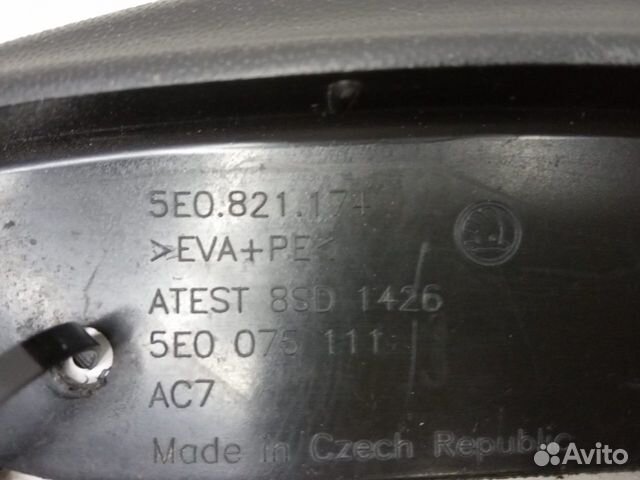 5E0.821.174
>EVA+PE<
ATEST 8SD 1426
5E0 075 111
AC7
Made in Czech Republic
Avito